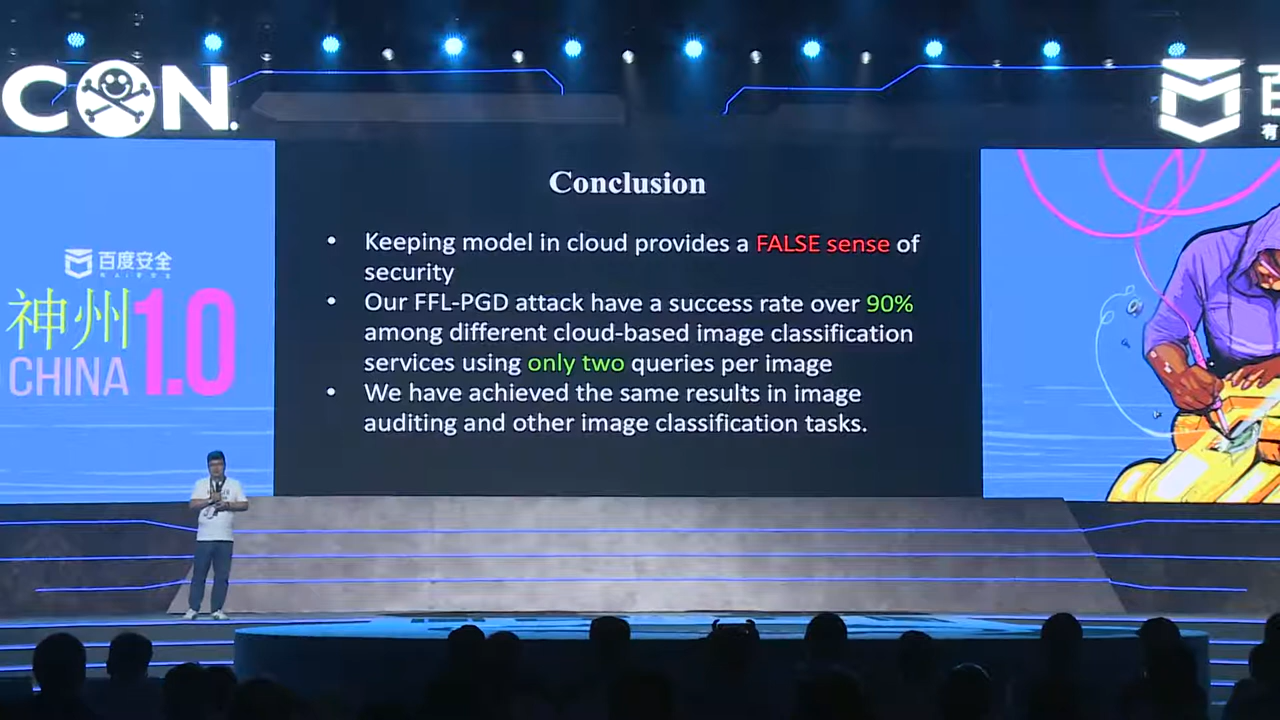 CON.
百
有
百度安全
神州1.0
CHINA
Conclusion
• Keeping model in cloud provides a FALSE sense of
security
• Our FFL-PGD attack have a success rate over 90%
among different cloud-based image classification
services using only two queries per image
• We have achieved the same results in image
auditing and other image classification tasks.